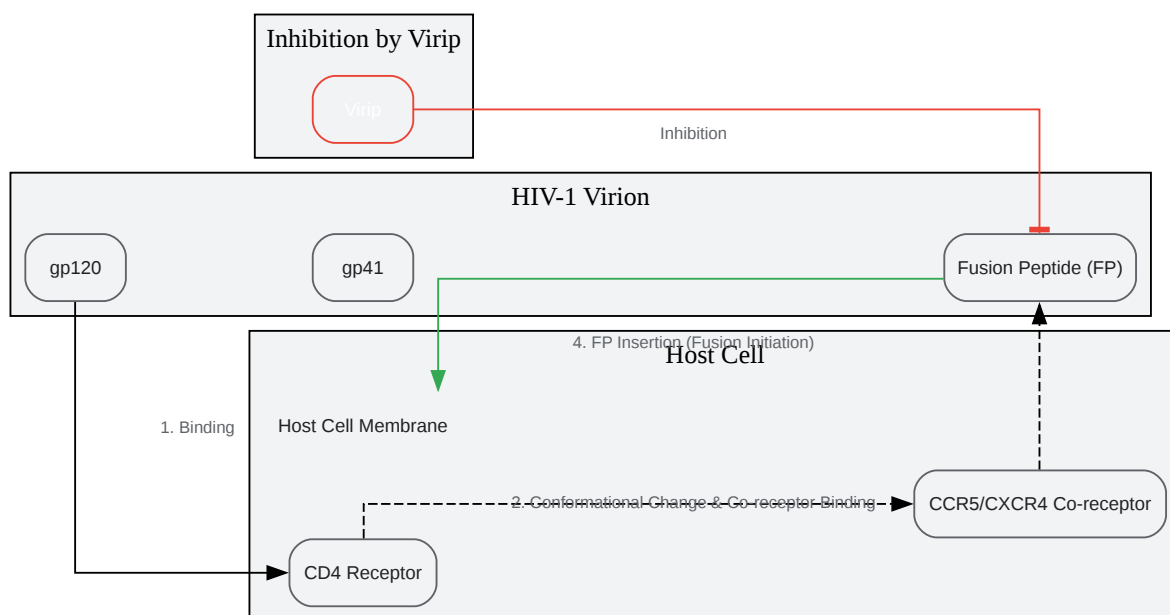 Inhibition by Virip
Virip
Inhibition
HIV-1 Virion
gp120
gp41
Fusion Peptide (FP)
4. FP Insertion (Fusion Initiation)
Host Cell
1. Binding
Host Cell Membrane
2. Conformational Change & Co-receptor Binding
CCR5/CXCR4 Co-receptor
CD4 Receptor